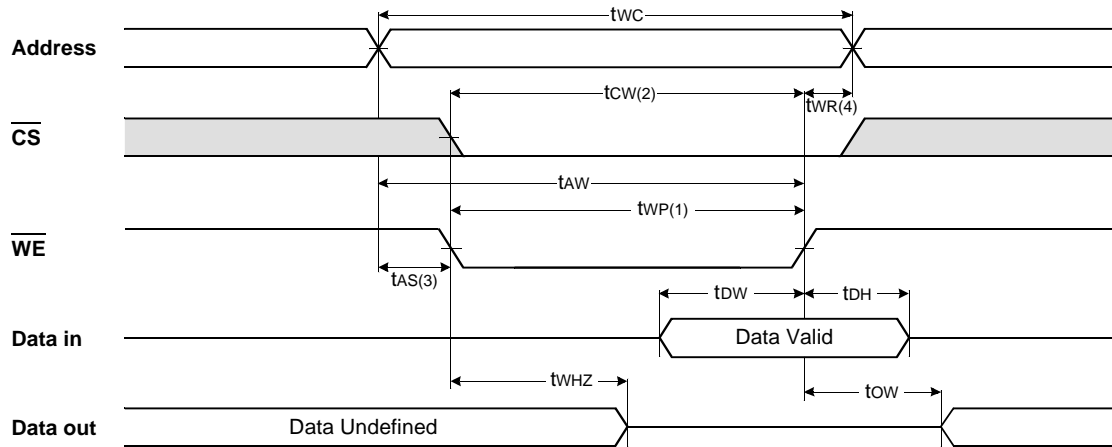 tWC
Address
tCW(2)
tWR(4)
CS
tAW
tWP(1)
WE
tAS(3)
tDW
tDH
Data in
Data Valid
tWHZ
tOW
Data out
Data Undefined